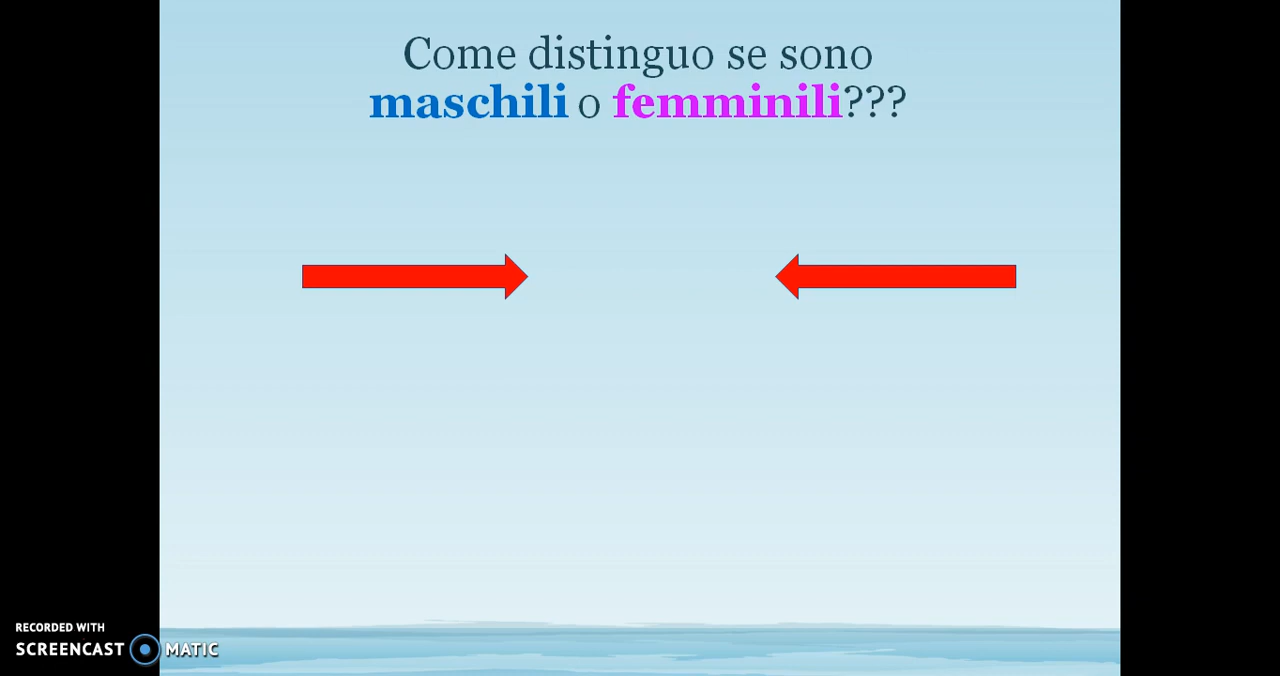 Come distinguo se sono
maschili o femminili???
RECORDED WITH
SCREENCAST MATIC